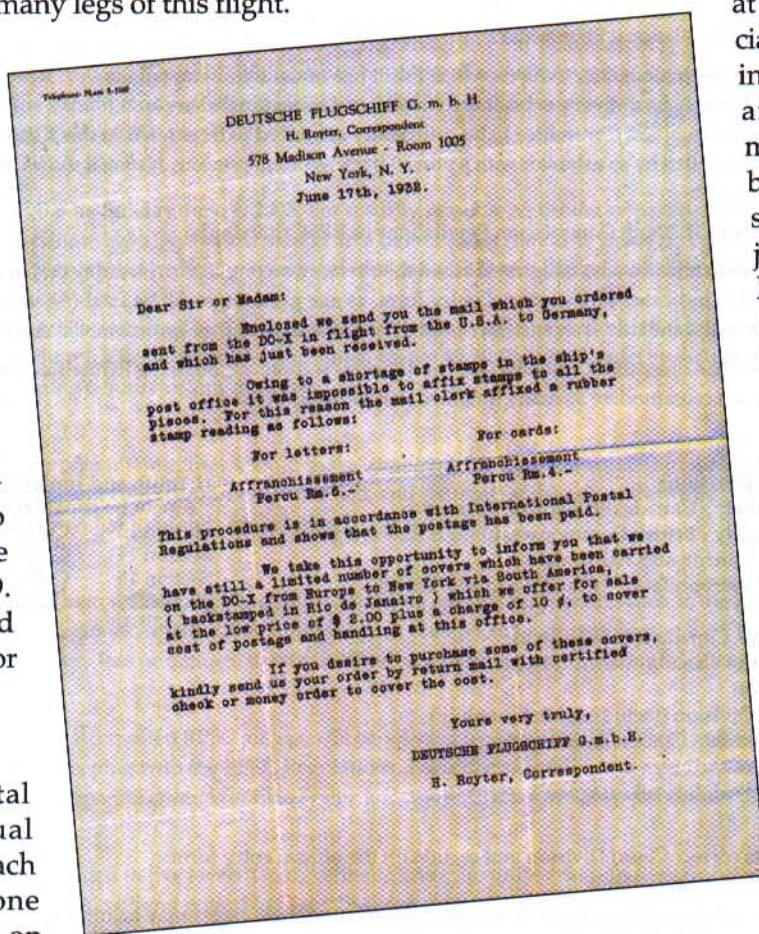 many legs of this flight.
Telephone: PLaza
DEUTSCHE FLUGSCHIFF G. m. b. H.
H. Royter, Correspondent
578 Madison Avenue - Room 1005
New York, N. Y.
June 17th, 1932.
Dear Sir or Madam:
Enclosed we send you the mail which you ordered
sent from the DO-X in flight from the U.S.A. to Germany,
and which has just been received.
Owing to a shortage of stamps in the ship's
post office it was impossible to affix stamps to all the
pieces. For this reason the mail clerk affixed a rubber
stamp reading as follows:
For letters: For cards:
Affranchissement Affranchissement
Percu Rm.6.- Percu Rm.4.-
This procedure is in accordance with International Postal
Regulations and shows that the postage has been paid.
We take this opportunity to inform you that we
have still a limited number of covers which have been carried
on the DO-X from Europe to New York via South America,
( backstamped in Rio de Janairo ) which we offer for sale
at the low price of $ 2.00 plus a charge of 10 ¢, to cover
cost of postage and handling at this office.
If you desire to purchase some of these covers,
kindly send us your order by return mail with certified
check or money order to cover the cost.
Yours very truly,
DEUTSCHE FLUGSCHIFF G.m.b.H.
H. Royter, Correspondent.